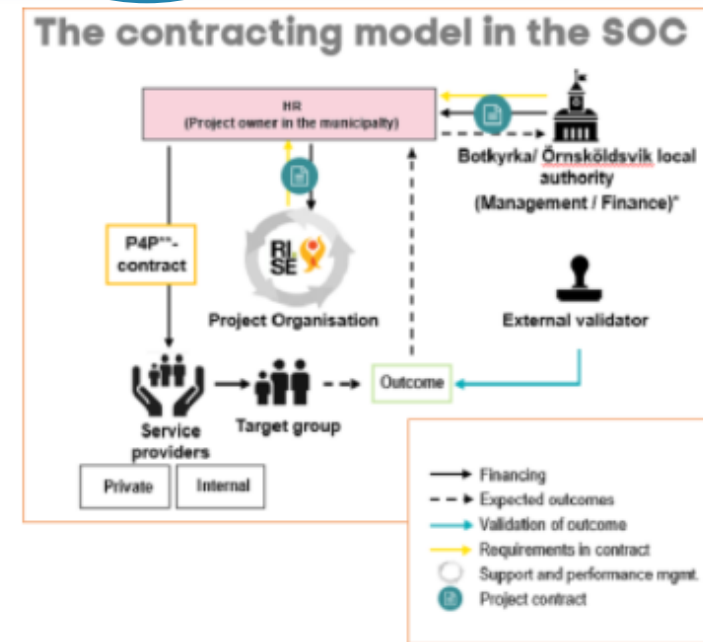 The contracting model in the SOC
HR
(Project owner in the municipalty)
Botkyrka/ Örnsköldsvik local
authority
(Management / Finance)*
P4P**-
contract
RI.
SE
Project Organisation
External validator
Outcome
Service
providers
Target group
Private
Internal
Financing
Expected outcomes
Validation of outcome
Requirements in contract
Support and performance mgmt.
Project contract